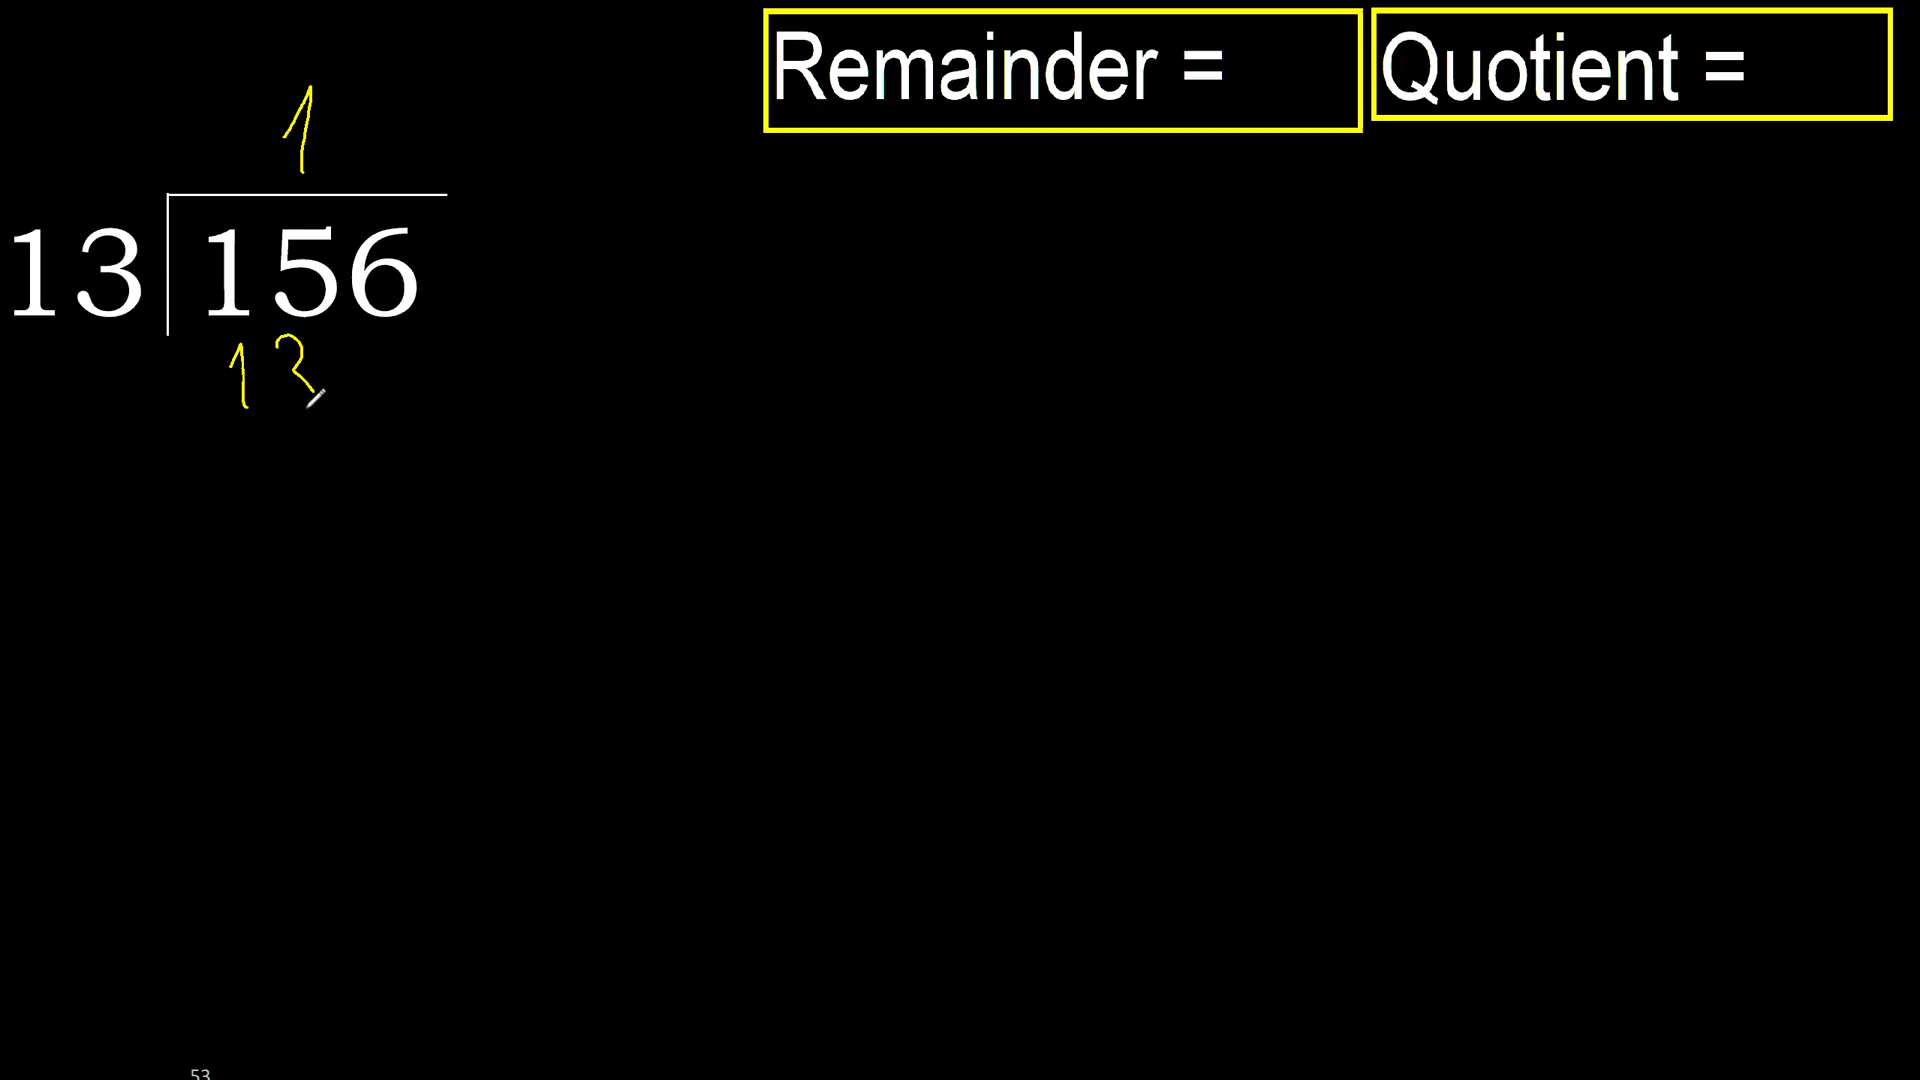 Remainder = Quotient =
1
13 156
13
53